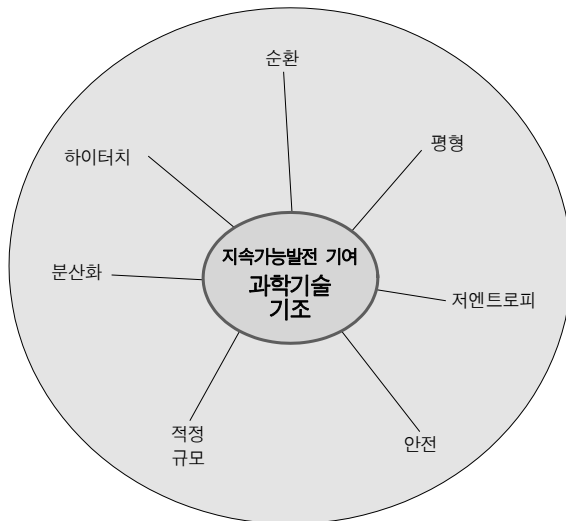 순환
평형
하이터치
지속가능발전 기여
과학기술
기조
분산화
저엔트로피
적정
규모
안전